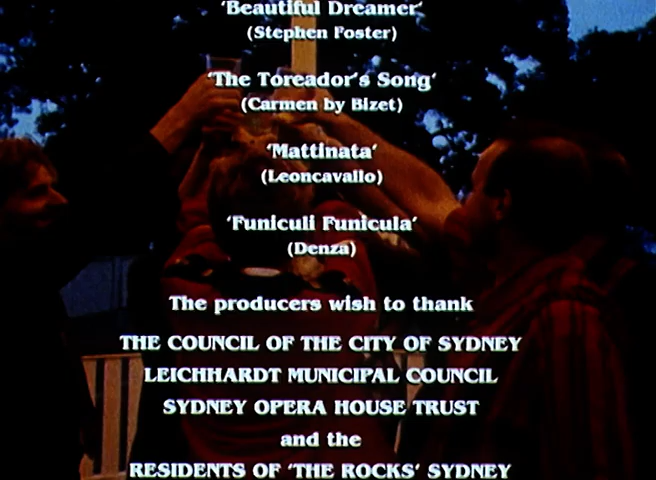 'Beautiful Dreamer'
(Stephen Foster)
'The Toreador's Song'
(Carmen by Bizet)
'Mattinata'
(Leoncavallo)
'Funiculi Funicula'
(Denza)
The producers wish to thank
THE COUNCIL OF THE CITY OF SYDNEY
LEICHHARDT MUNICIPAL COUNCIL
SYDNEY OPERA HOUSE TRUST
and the
RESIDENTS OF 'THE ROCKS' SYDNEY